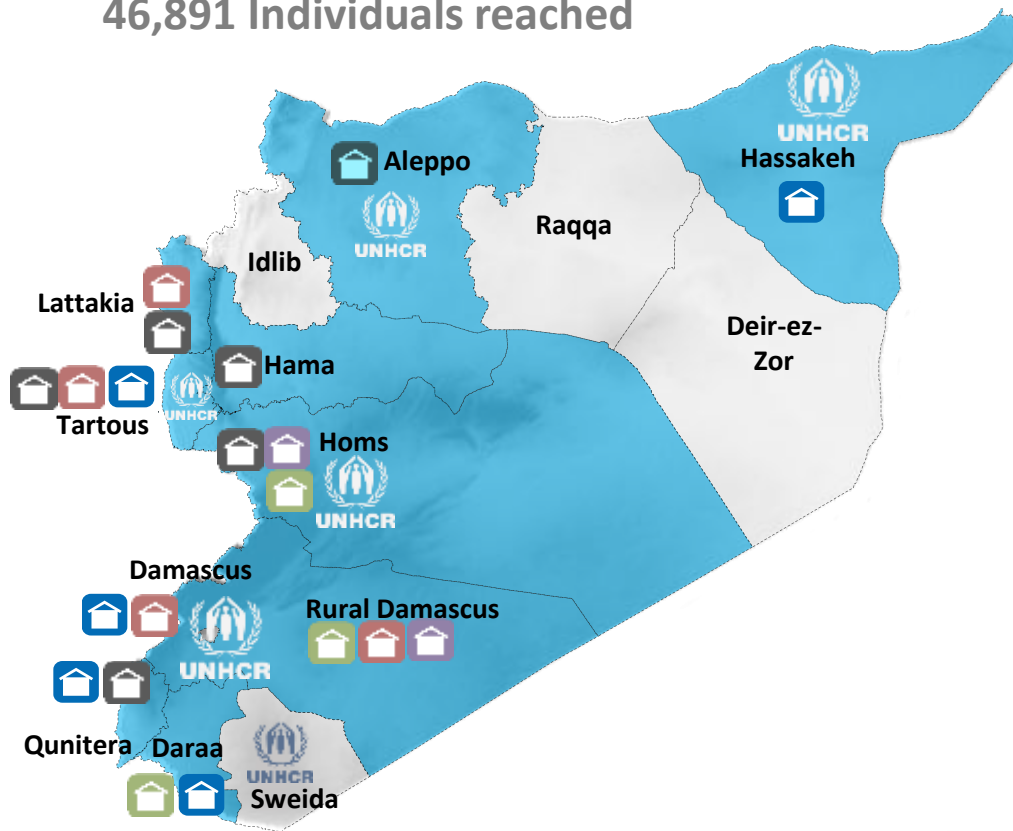 46,891 Individuals reached
UNHCR
Hassakeh
Aleppo
UNHCR
Raqqa
Idlib
Lattakia
Deir-ez-
Zor
Hama
UNHCR
Tartous
Homs
UNHCR
Damascus
Rural Damascus
UNHCR
Qunitera
Daraa
UNHCR
Sweida